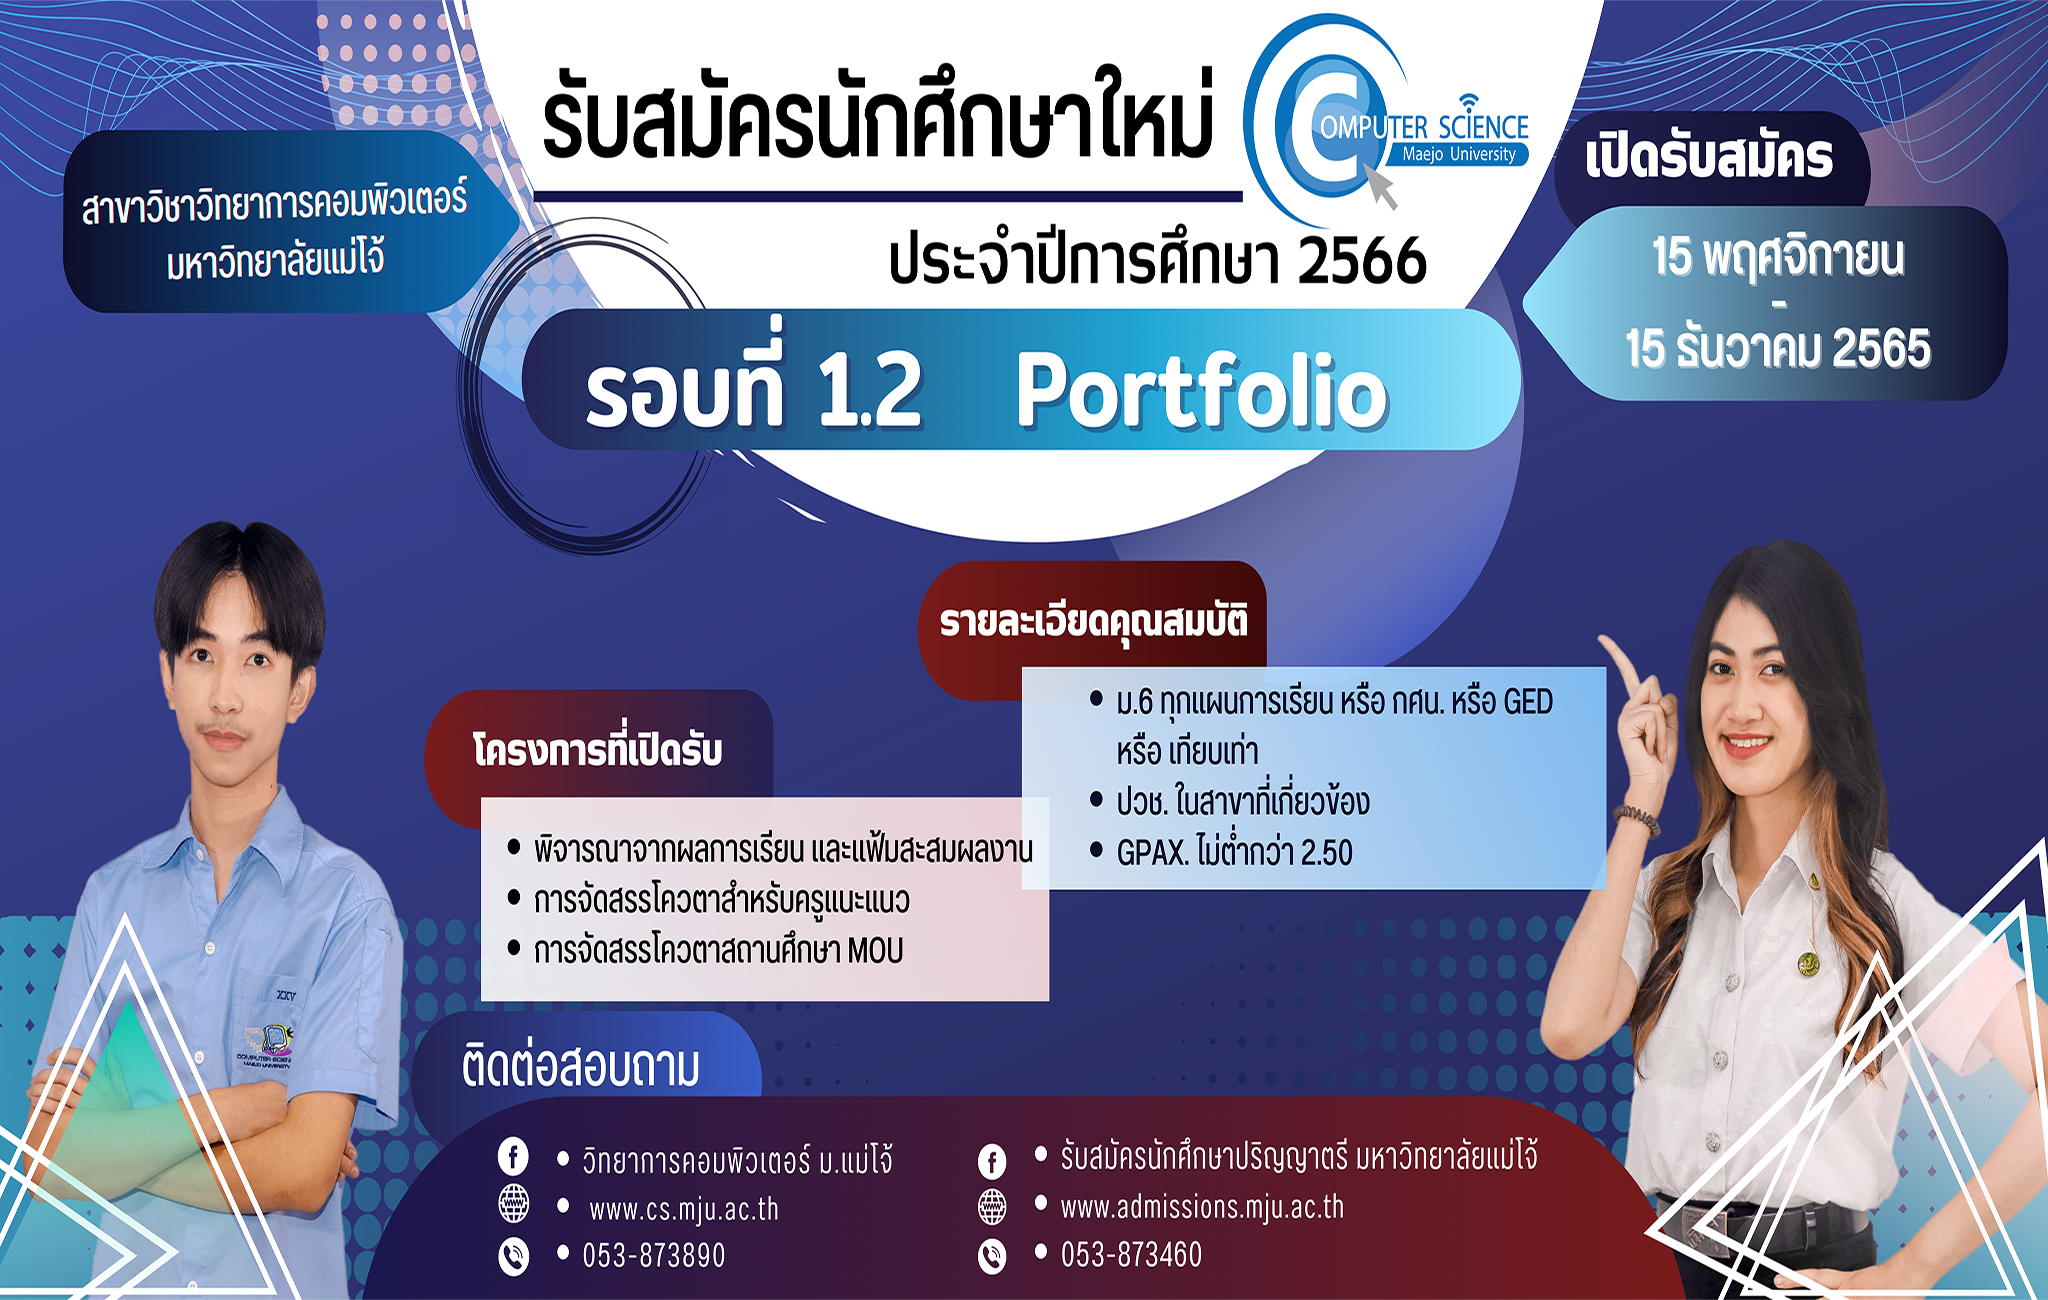 รับสมัครนักศึกษาใหม่
COMPUTER SCIENCE
Maejo University
สาขาวิชาวิทยาการคอมพิวเตอร์
มหาวิทยาลัยแม่โจ้
ประจำปีการศึกษา 2566
เปิดรับสมัคร
15 พฤศจิกายน
-
15 ธันวาคม 2565
รอบที่ 1.2 Portfolio
รายละเอียดคุณสมบัติ
• ม.6 ทุกแผนการเรียน หรือ กศน. หรือ GED
หรือ เทียบเท่า
• ปวช. ในสาขาที่เกี่ยวข้อง
• GPAX. ไม่ต่ำกว่า 2.50
โครงการที่เปิดรับ
• พิจารณาจากผลการเรียน และแฟ้มสะสมผลงาน
• การจัดสรรโควตาสำหรับครูแนะแนว
• การจัดสรรโควตาสถานศึกษา MOU
XXV
COMPUTER SCIEN
MAEJO UNIVERSITY
ติดต่อสอบถาม
• วิทยาการคอมพิวเตอร์ ม.แม่โจ้
• www.cs.mju.ac.th
• 053-873890
• รับสมัครนักศึกษาปริญญาตรี มหาวิทยาลัยแม่โจ้
• www.admissions.mju.ac.th
• 053-873460